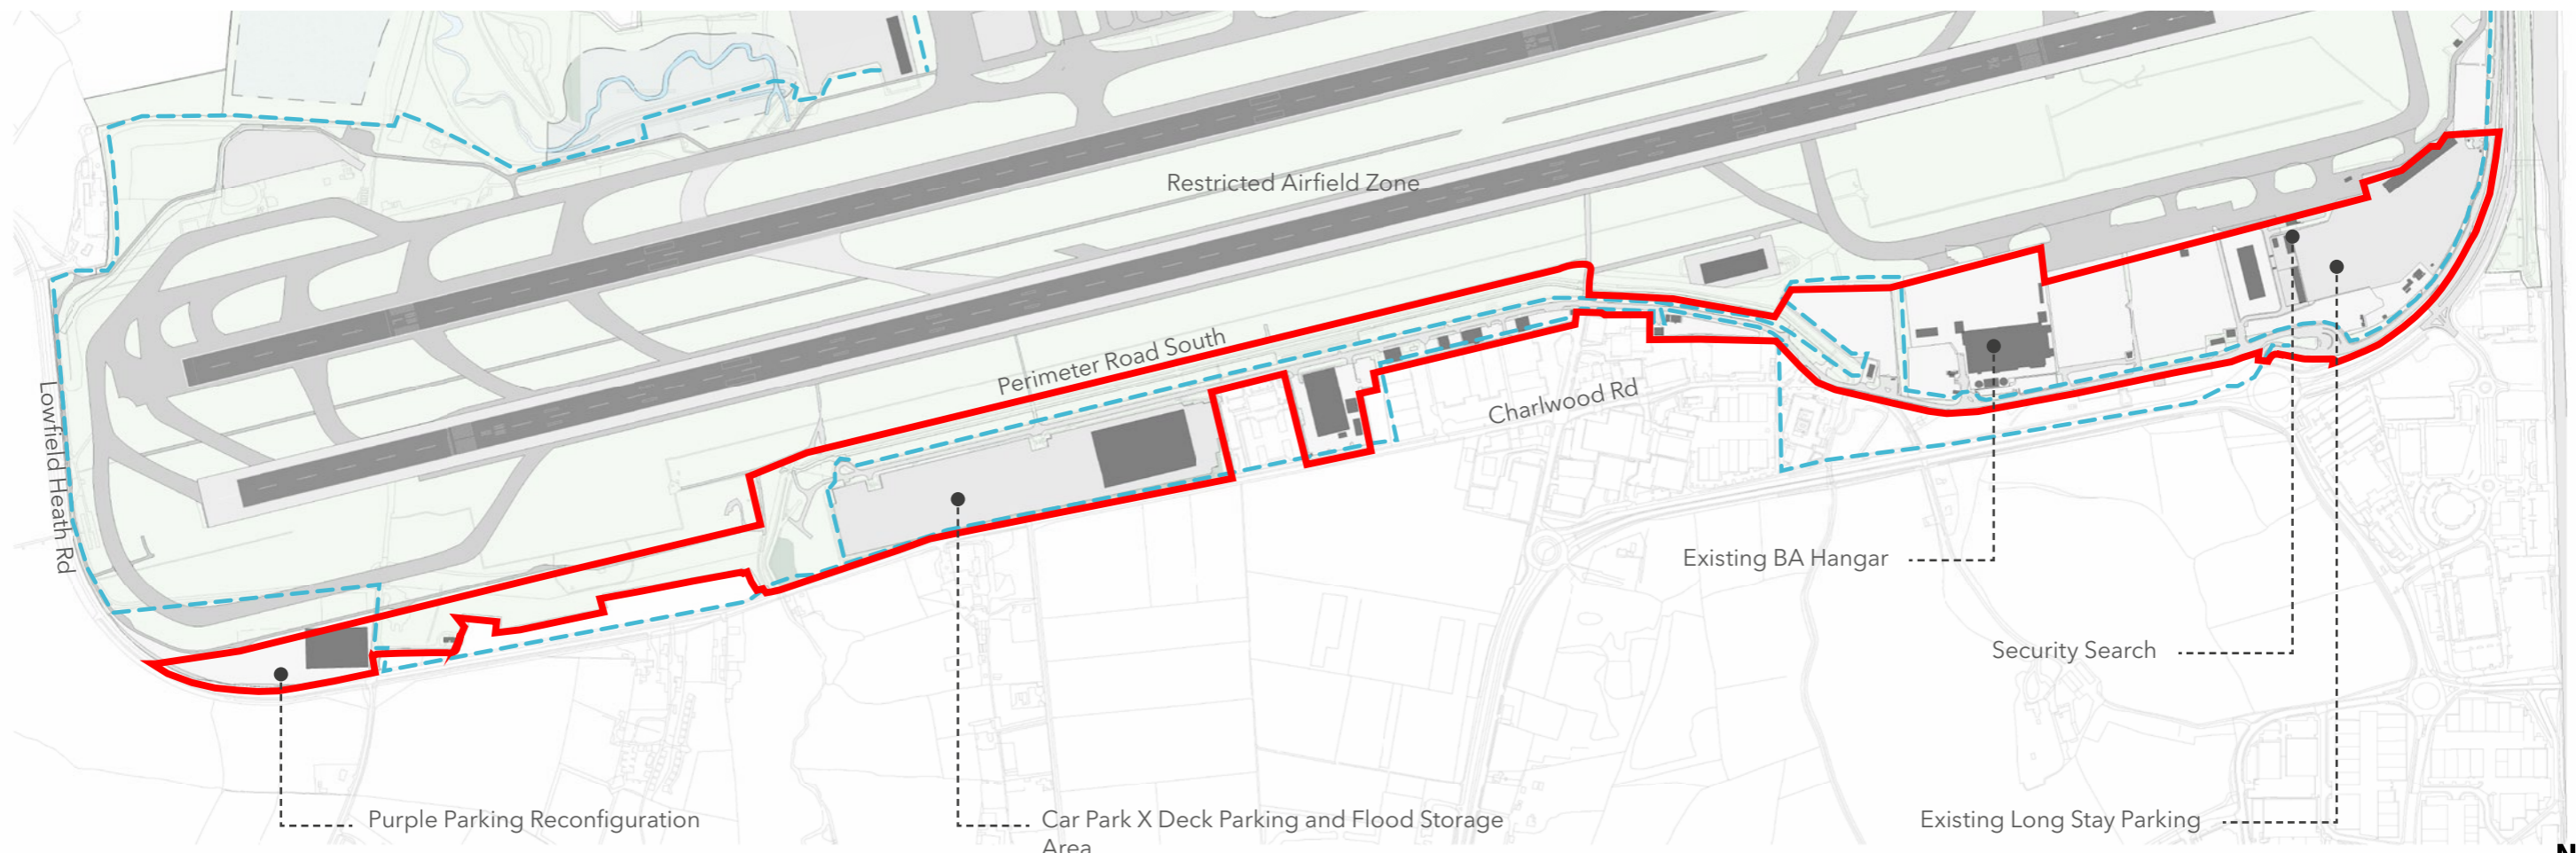 Restricted Airfield Zone
Perimeter Road South
Charlwood Rd
Lowfield Heath Rd
Existing BA Hangar
Security Search
Purple Parking Reconfiguration
Car Park X Deck Parking and Flood Storage
Area
Existing Long Stay Parking
N